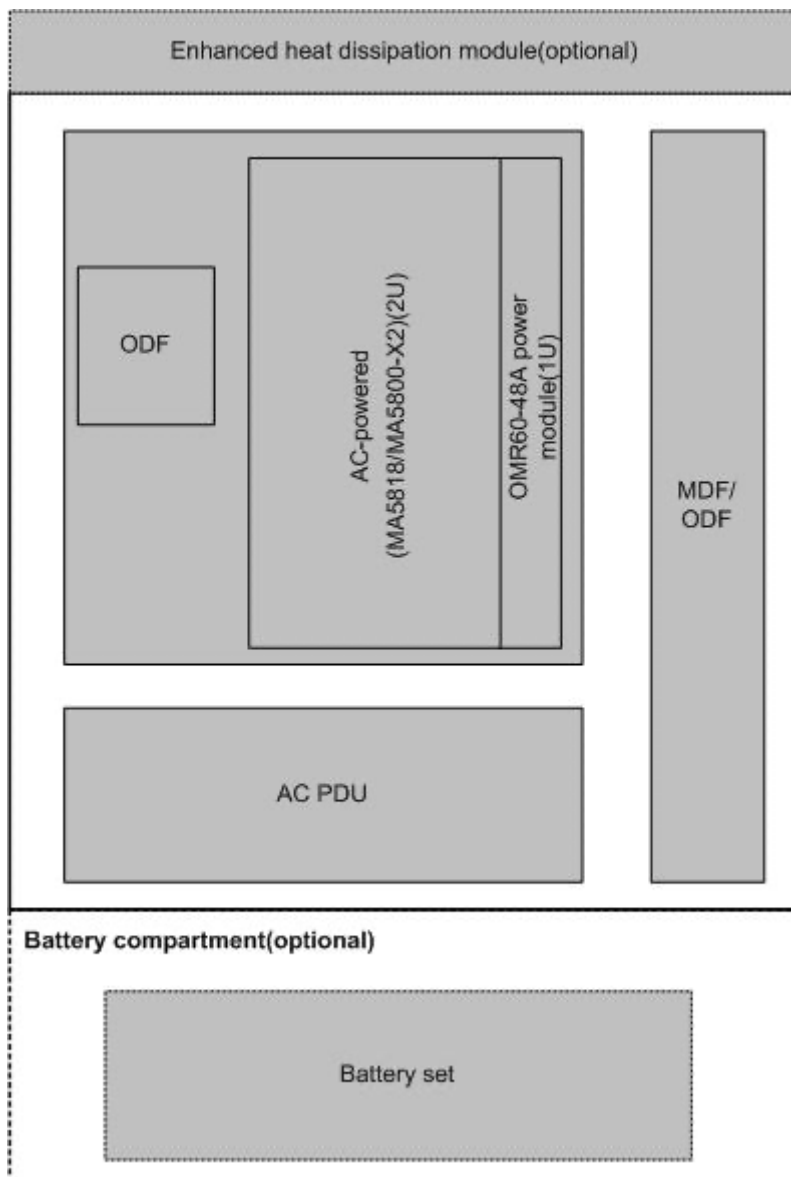 Enhanced heat dissipation module(optional)
ODF
AC-powered
(MA5818/MA5800-X2)(2U)
OMR60-48A power
module(1U)
MDF/
ODF
AC PDU
Battery compartment(optional)
Battery set